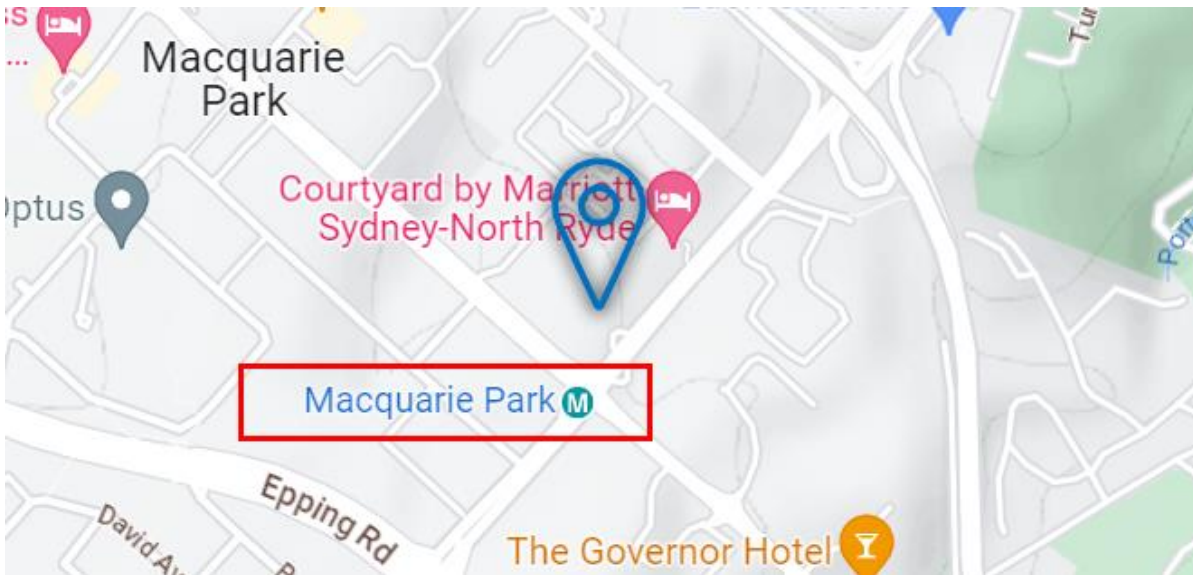 Macquarie
Park
Optus
Courtyard by Marriott
Sydney-North Ryde
Macquarie Park M
Epping Rd
The Governor Hotel